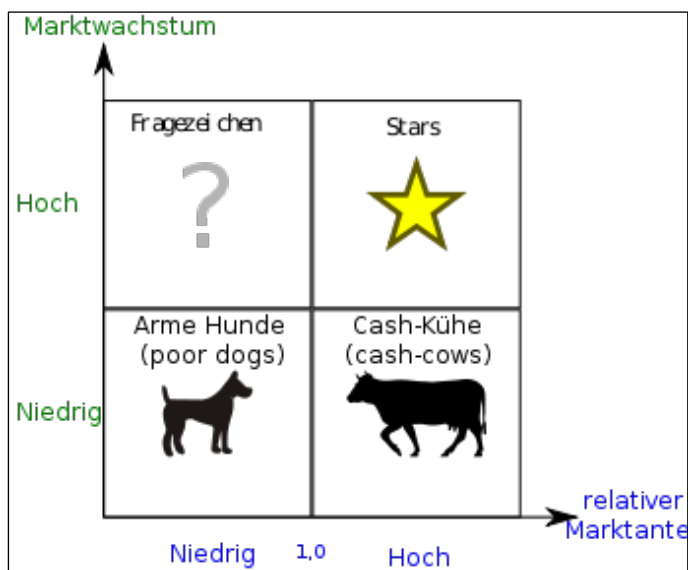 Marktwachstum
Fragezeichen
Stars
?
Hoch
Arme Hunde
(poor dogs)
Cash-Kühe
(cash-cows)
Niedrig
relativer
Marktante
Niedrig
1,0
Hoch